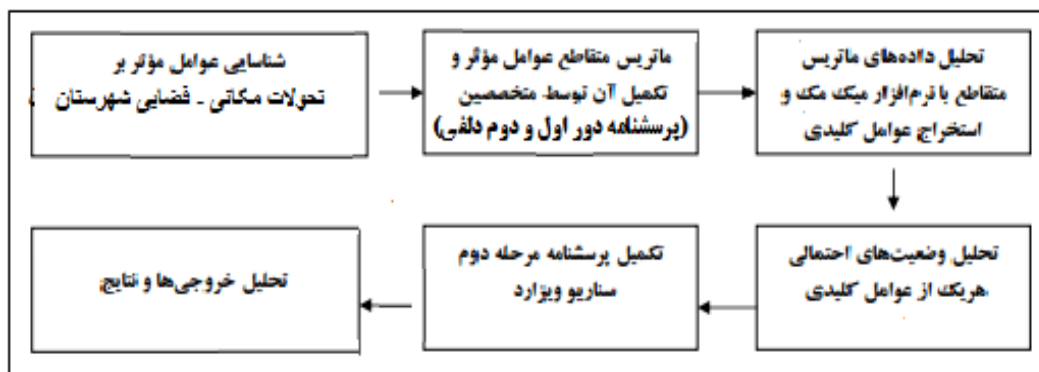 شناسایی عوامل مؤثر بر
تحولات مکانی - فضایی شهرستان
ماتریس متقاطع عوامل مؤثر و
تکمیل آن توسط متخصصین
(پرسشنامه دور اول و دوم دلفی)
تحلیل داده‌های ماتریس
متقاطع با نرم‌افزار میک مک و
استخراج عوامل کلیدی
تحلیل وضعیت‌های احتمالی
هریک از عوامل کلیدی
تکمیل پرسشنامه مرحله دوم
سناریو ویزارد
تحلیل خروجی‌ها و نتایج